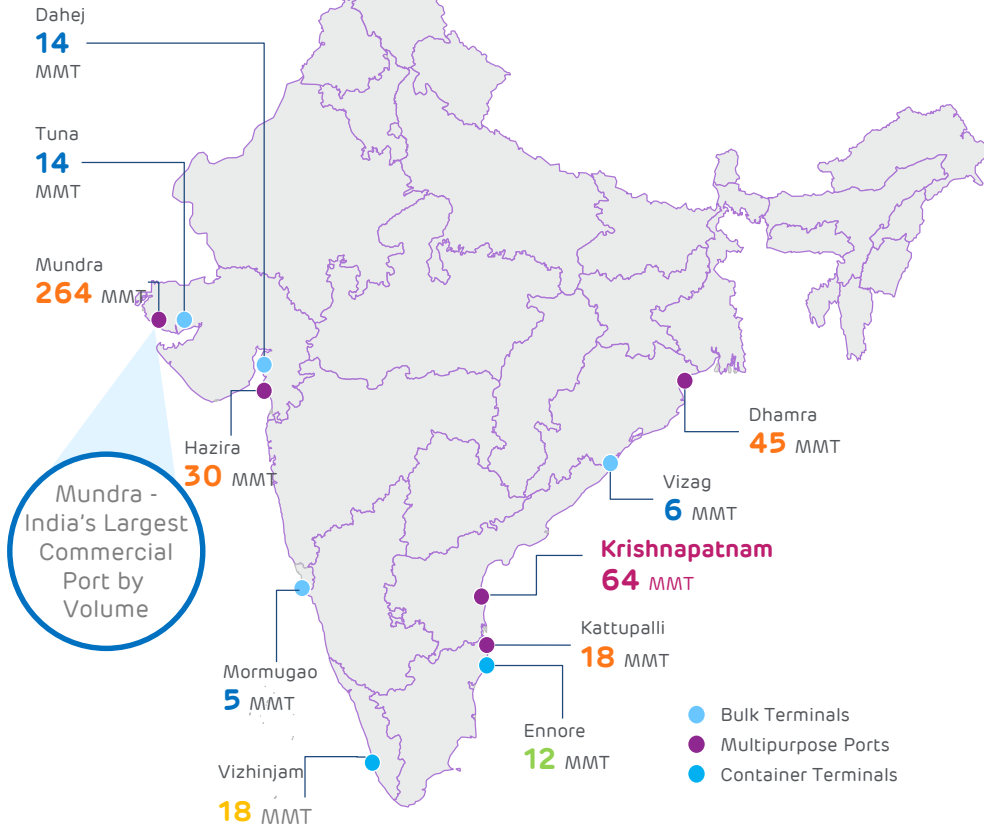 Dahej
14
MMT
Tuna
14
MMT
Mundra
264 MMT
Hazira
30 MMT
Mundra -
India's Largest
Commercial
Port by
Volume
Dhamra
45 MMT
Vizag
6 MMT
Krishnapatnam
64 MMT
Kattupalli
18 MMT
Mormugao
5 MMT
Ennore
12 MMT
Vizhinjam
18 MMT
Bulk Terminals
Multipurpose Ports
Container Terminals